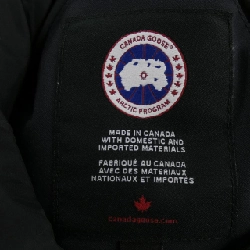 CANADA GOOSE®
ARCTIC PROGRAM
MADE IN CANADA
WITH DOMESTIC AND
IMPORTED MATERIALS
FABRIQUÉ AU CANADA
AVEC DES MATERIAUX
NATIONAUX ET IMPORTÉS
Canadagoose.com